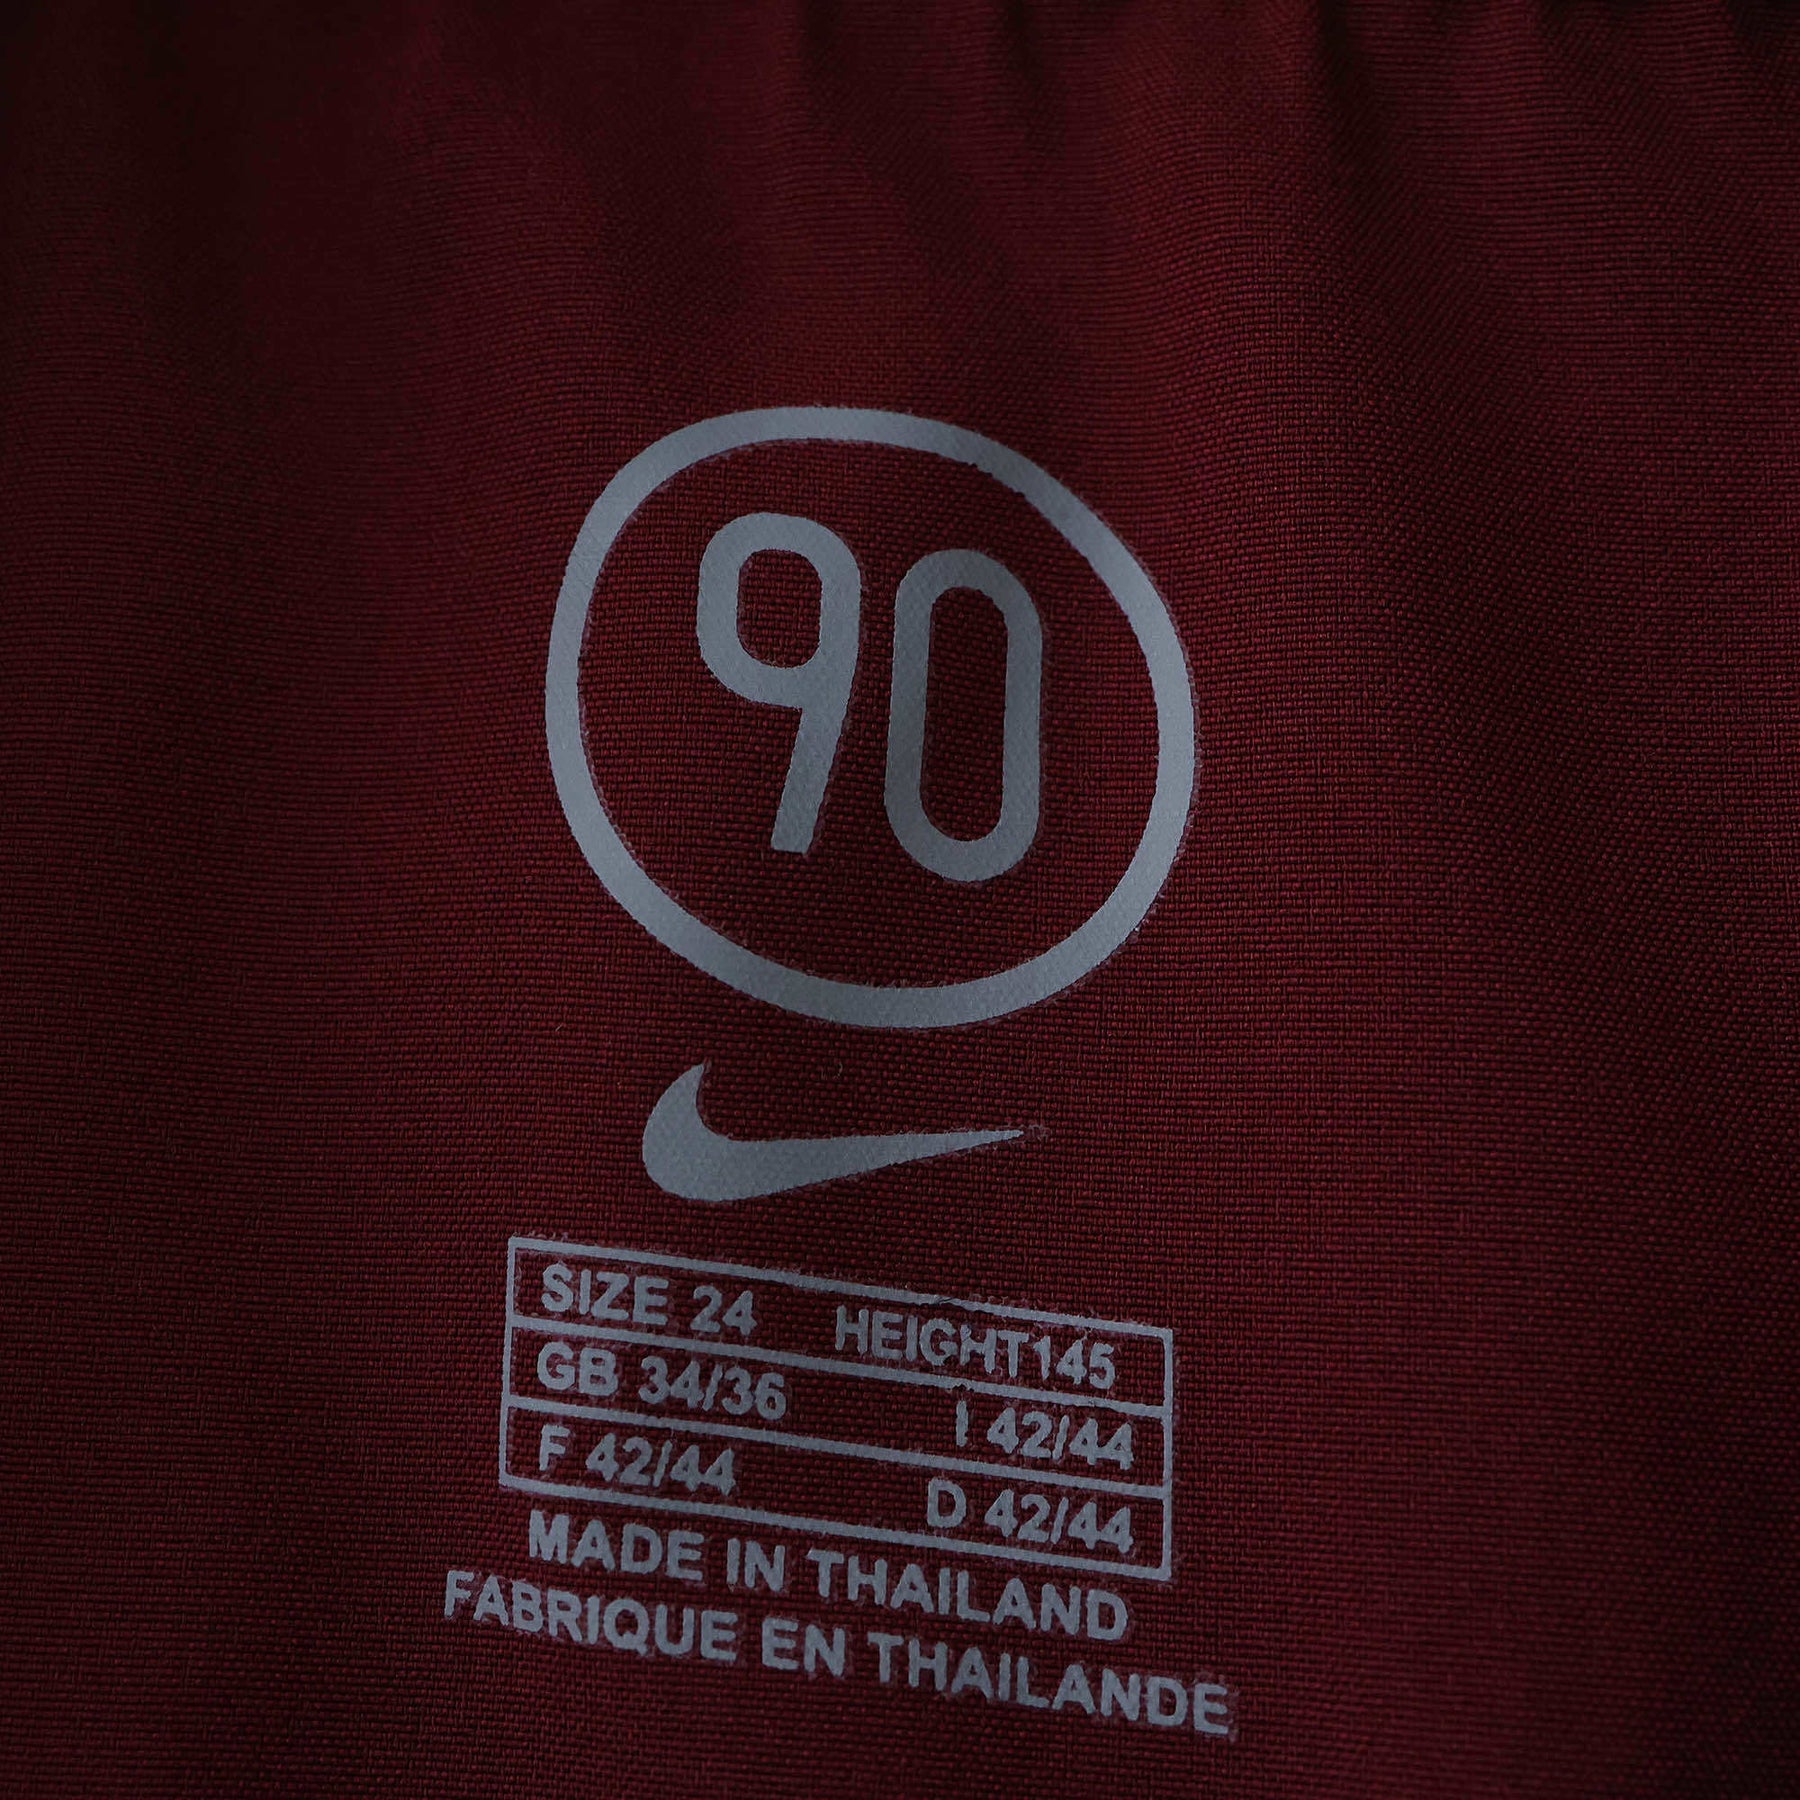 90
SIZE 24 HEIGHT145
GB 34/36 I 42/44
F 42/44 D 42/44
MADE IN THAILAND
FABRIQUE EN THAILANDE